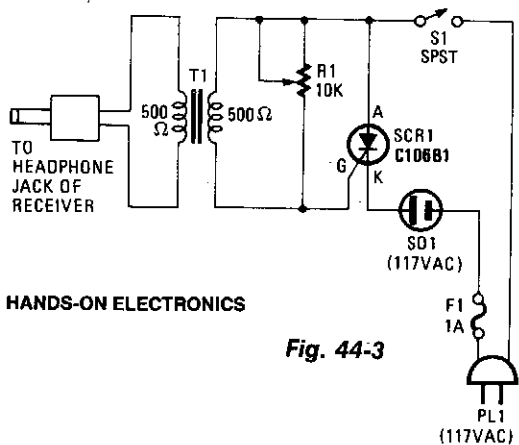 S1
SPST
T1
R1
10K
500
Ω
500 Ω
A
SCR1
C106B1
G
K
TO
HEADPHONE
JACK OF
RECEIVER
SO1
(117VAC)
HANDS-ON ELECTRONICS
F1
1A
Fig. 44-3
PL1
(117VAC)